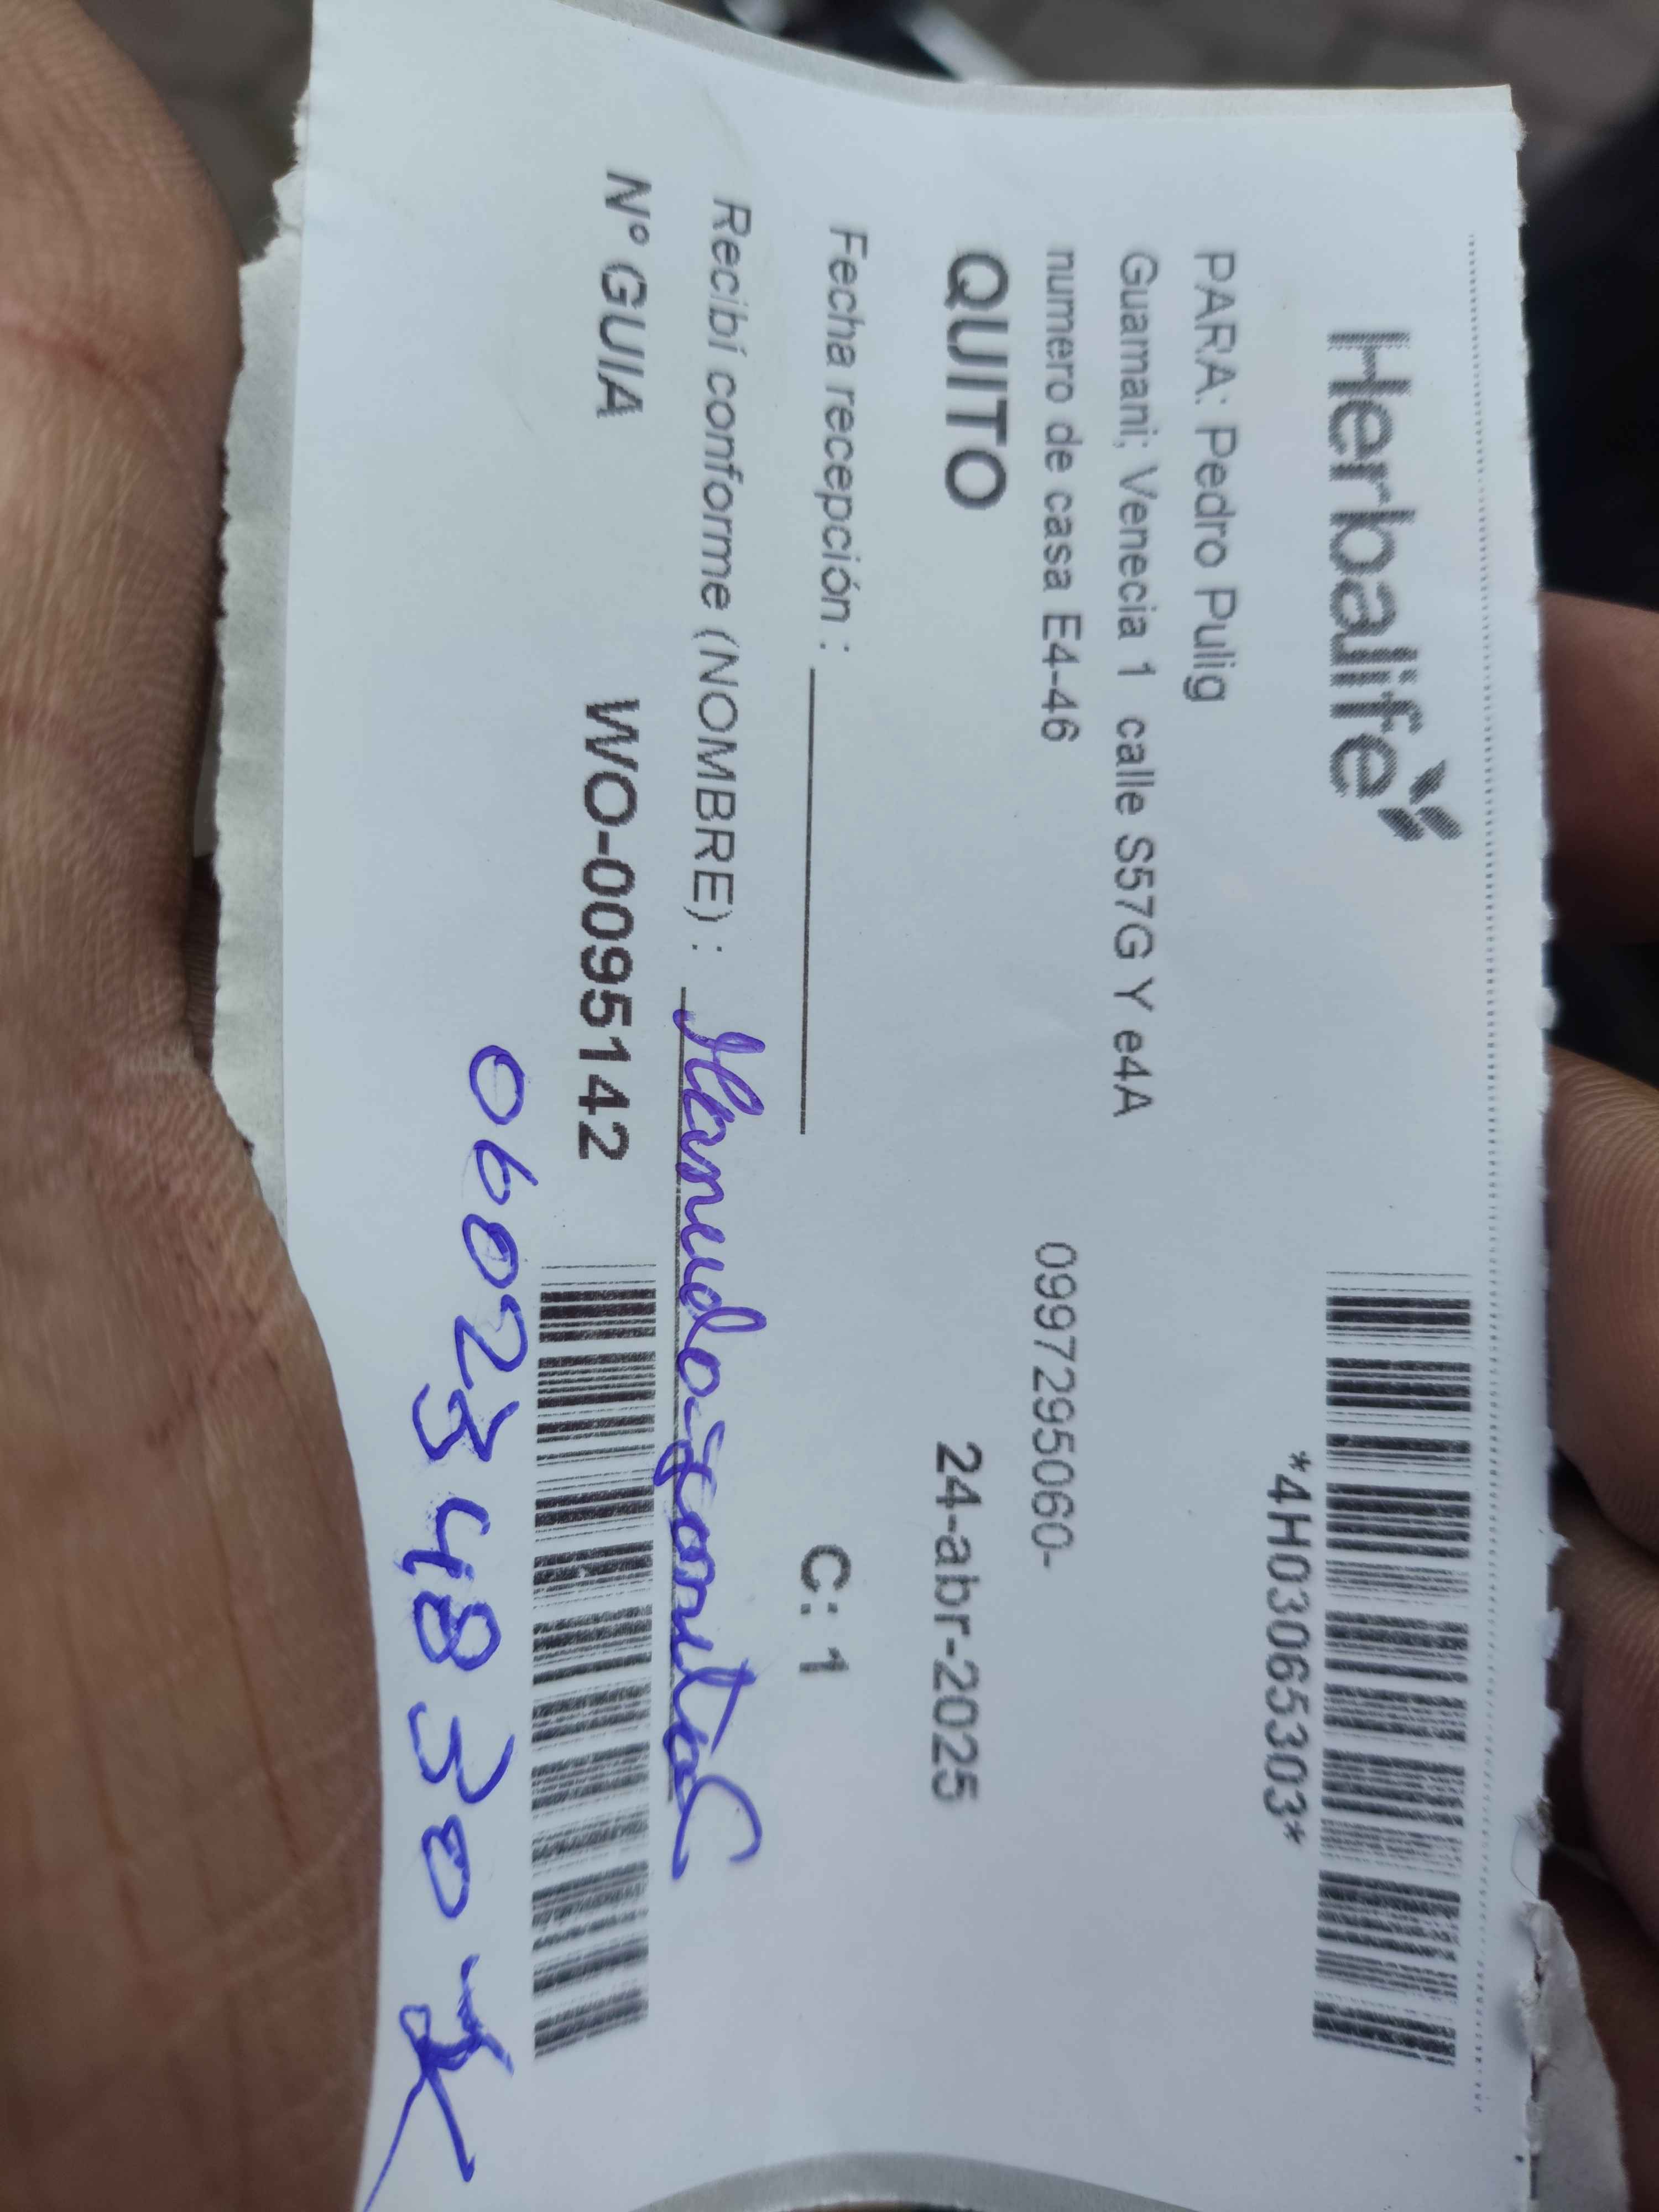 Herbalife
*4H03065303*
PARA: Pedro Pulig
Guamani; Venecia 1 calle S57G Y e4A
numero de casa E4-46 0997295060-
QUITO 24-abr-2025
Fecha recepción : C: 1
Recibí conforme (NOMBRE) :
Nº GUIA WO-0095142
0602348307